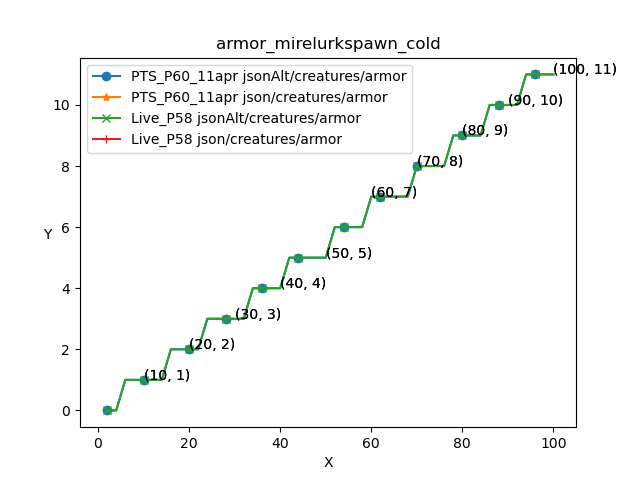 armor_mirelurkspawn_cold
PTS_P60_11apr jsonAlt/creatures/armor
PTS_P60_11apr json/creatures/armor
Live_P58 jsonAlt/creatures/armor
Live_P58 json/creatures/armor
(100, 11)
(90, 10)
(80, 9)
(70, 8)
(60, 7)
(50, 5)
(40, 4)
(30, 3)
(20, 2)
(10, 1)
Y
10
8
6
4
2
0
0 20 40 60 80 100
X